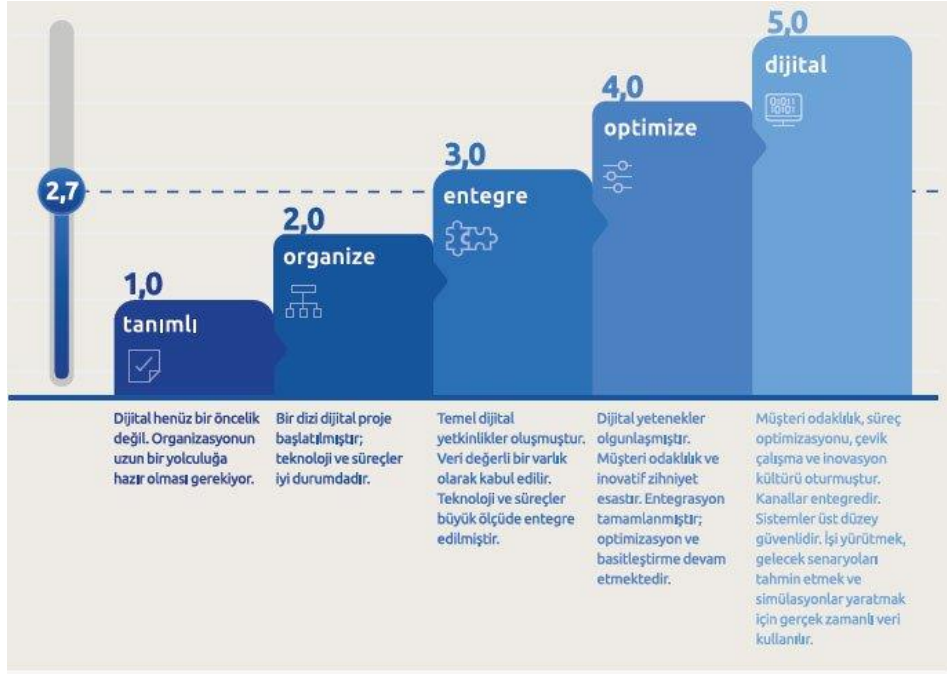 2,7
1,0
tanımlı
Dijital henüz bir öncelik
değil. Organizasyonun
uzun bir yolculuğa
hazır olması gerekiyor.
2,0
organize
Bir dizi dijital proje
başlatılmıştır;
teknoloji ve süreçler
iyi durumdadır.
3,0
entegre
Temel dijital
yetkinlikler oluşmuştur.
Veri değerli bir varlık
olarak kabul edilir.
Teknoloji ve süreçler
büyük ölçüde entegre
edilmiştir.
4,0
optimize
Dijital yetenekler
olgunlaşmıştır.
Müşteri odaklılık ve
inovatif zihniyet
esastır. Entegrasyon
tamamlanmıştır;
optimizasyon ve
basitleştirme devam
etmektedir.
5,0
dijital
01011
10101
Müşteri odaklılık, süreç
optimizasyonu, çevik
çalışma ve inovasyon
kültürü oturmuştur.
Kanallar entegredir.
Sistemler üst düzey
güvenlidir. İşi yürütmek,
gelecek senaryoları
tahmin etmek ve
simülasyonlar yaratmak
için gerçek zamanlı veri
kullanılır.